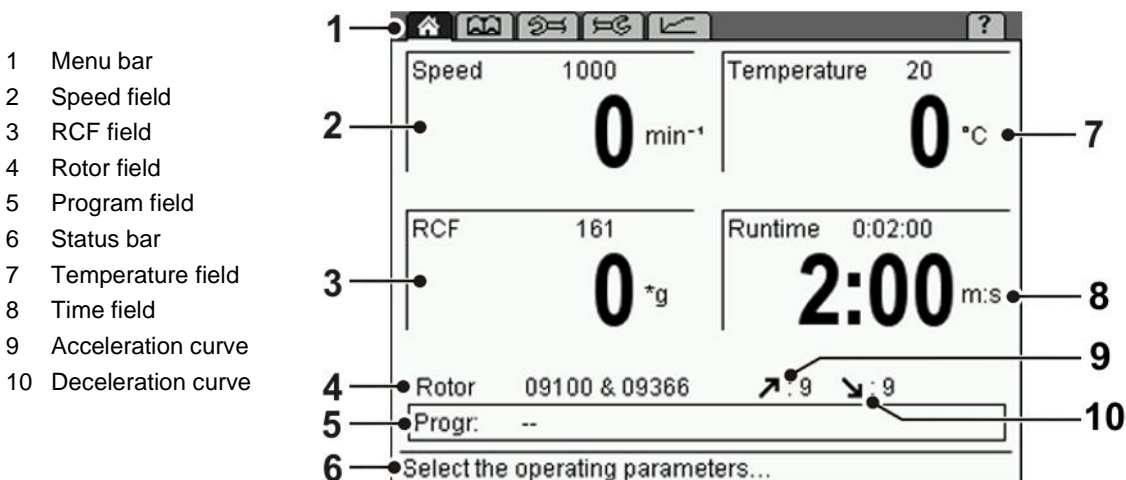 1 Menu bar
2 Speed field
3 RCF field
4 Rotor field
5 Program field
6 Status bar
7 Temperature field
8 Time field
9 Acceleration curve
10 Deceleration curve
1
?
Speed 1000
0 min⁻¹
2
Temperature 20
0 °C
7
RCF 161
0 *g
3
Runtime 0:02:00
2:00 m:s
8
9
4 Rotor 09100 & 09366 : 9 : 9
10
5 Progr: --
6 Select the operating parameters...